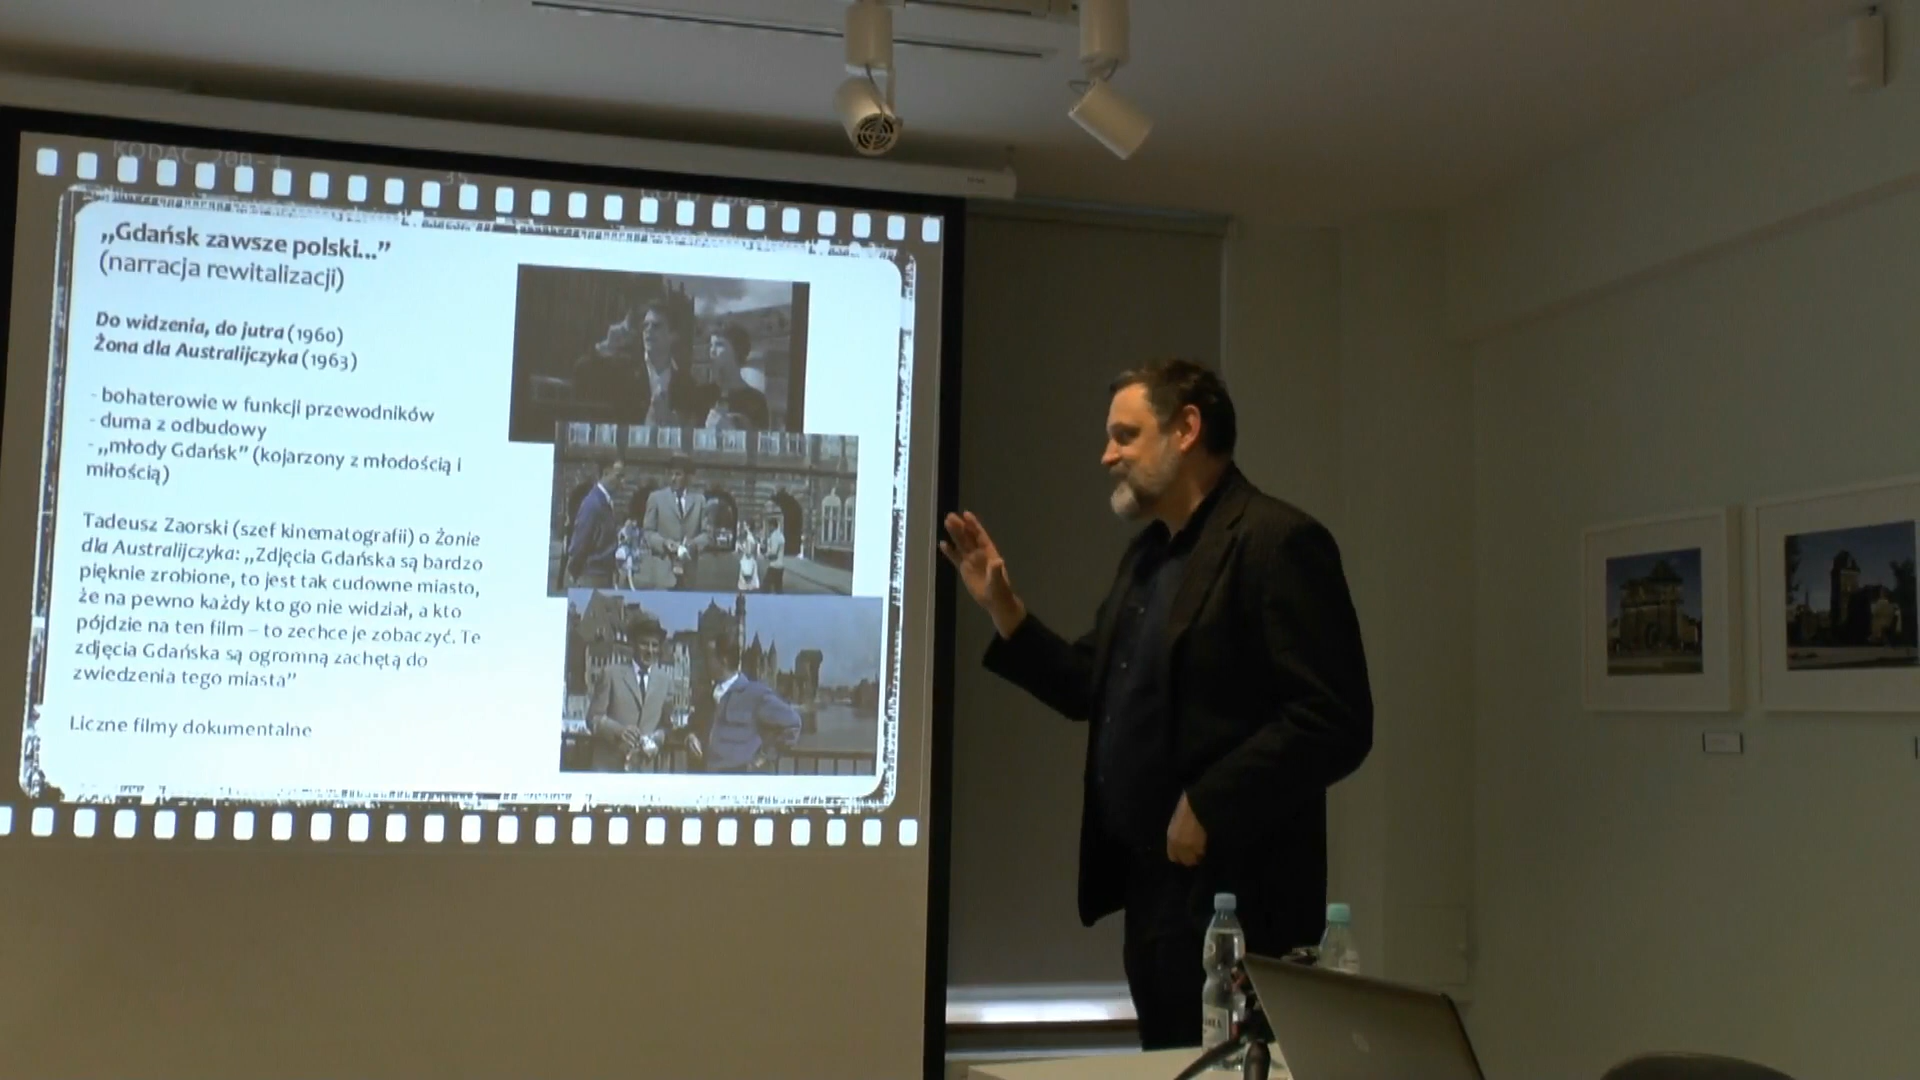 „Gdańsk zawsze polski...”
(narracja rewitalizacji)
Do widzenia, do jutra (1960)
Żona dla Australijczyka (1963)
- bohaterowie w funkcji przewodników
- duma z odbudowy
- „młody Gdańsk” (kojarzony z młodością i
miłością)
Tadeusz Zaorski (szef kinematografii) o Żonie
dla Australijczyka: „Zdjęcia Gdańska są bardzo
pięknie zrobione, to jest tak cudowne miasto,
że na pewno każdy kto go nie widział, a kto
pójdzie na ten film – to zechce je zobaczyć. Te
zdjęcia Gdańska są ogromną zachętą do
zwiedzenia tego miasta”
Liczne filmy dokumentalne